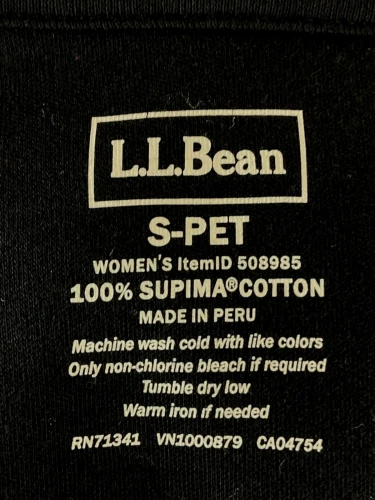 L.L.Bean
S-PET
WOMEN'S ItemID 508985
100% SUPIMA®COTTON
MADE IN PERU
Machine wash cold with like colors
Only non-chlorine bleach if required
Tumble dry low
Warm iron if needed
RN71341 VN1000879 CA04754